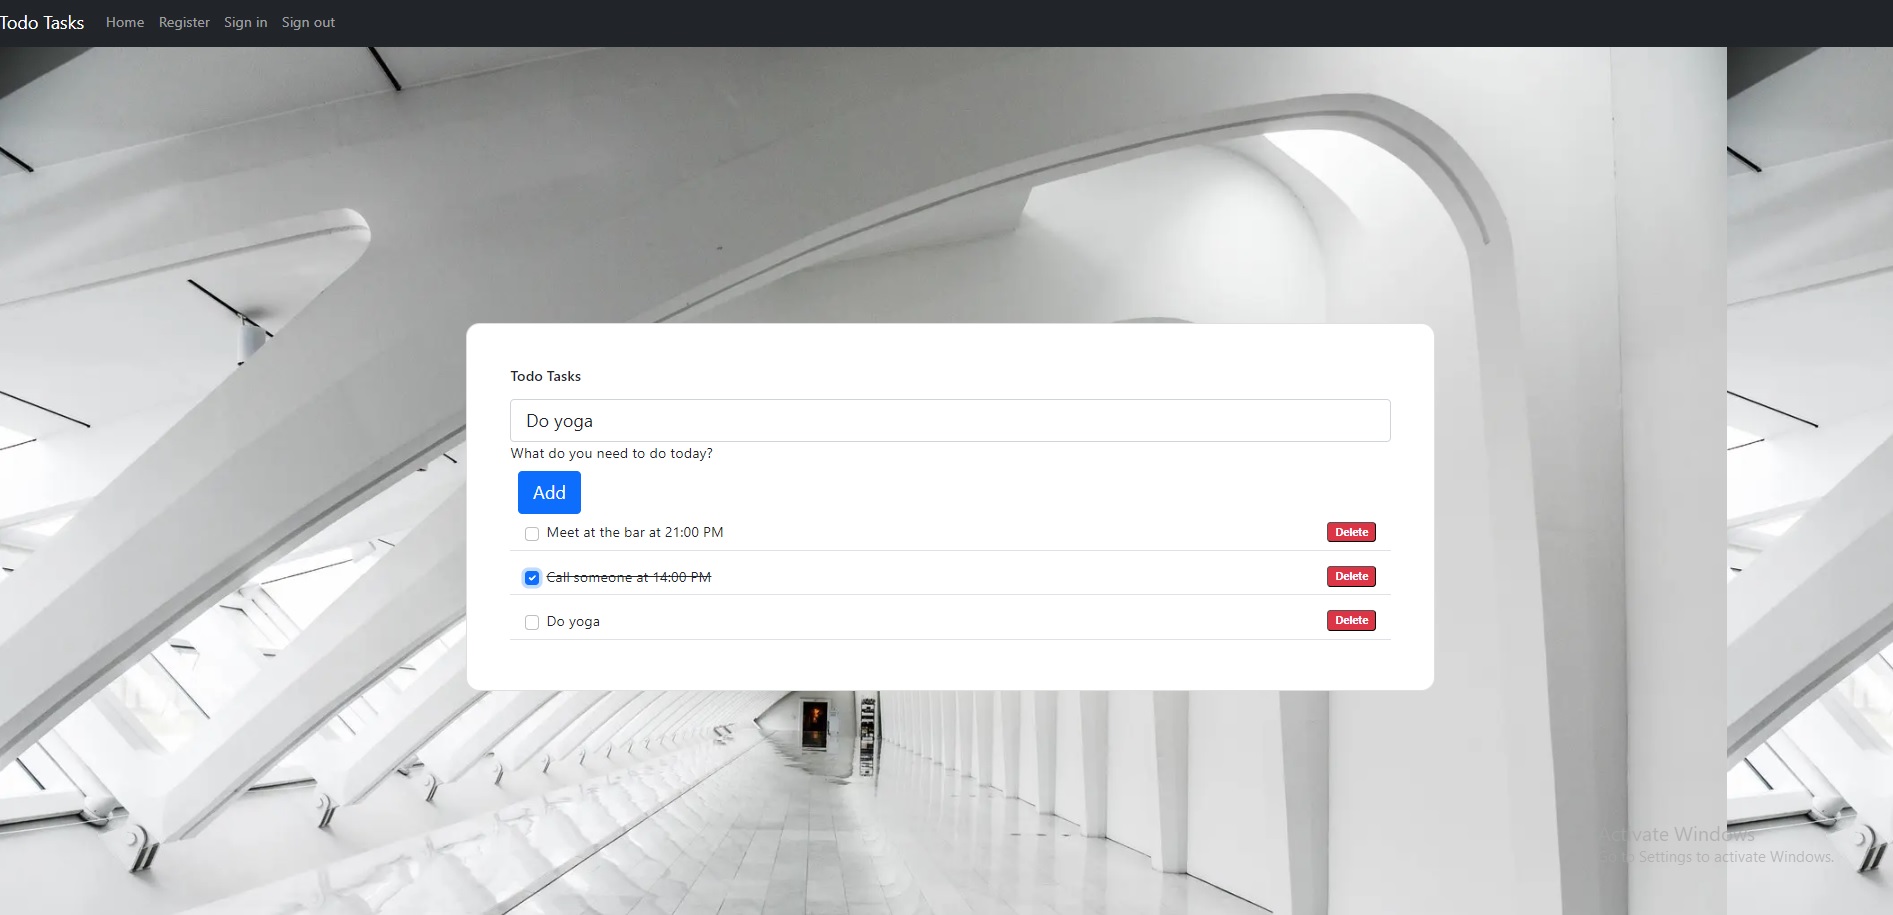 Todo Tasks Home Register Sign in Sign out
Todo Tasks
Do yoga
What do you need to do today?
Add
Meet at the bar at 21:00 PM Delete
Call someone at 14:00 PM Delete
Do yoga Delete
Activate Windows
Go to Settings to activate Windows.